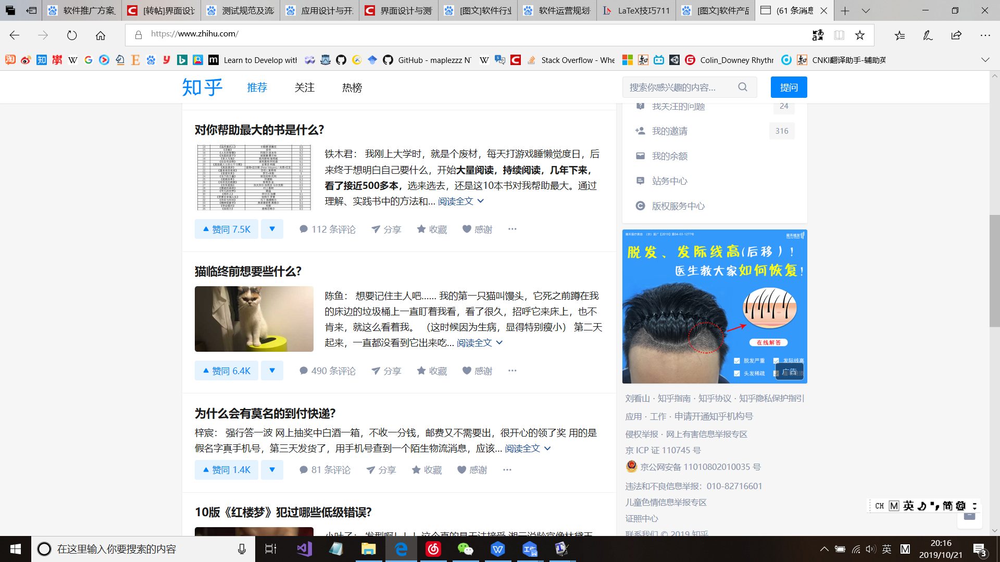 软件推广方案_
[转帖]界面设计
测试规范及流程
应用设计与开发
界面设计与测
[图文]软件行业
软件运营规划
LaTeX技巧711
[图文]软件产品
(61 条消息
https://www.zhihu.com/
Learn to Develop with
GitHub - maplezzz N
Stack Overflow - Whe
Colin_Downey Rhythm
CNKI翻译助手-辅助英
知乎
推荐
关注
热榜
搜索你感兴趣的内容...
提问
我关注的问题
24
我的邀请
316
我的余额
站务中心
版权服务中心
对你帮助最大的书是什么?
铁木君： 我刚上大学时，就是个废材，每天打游戏睡懒觉度日，后
来终于想明白自己要什么，开始大量阅读，持续阅读，几年下来，
看了接近500多本，选来选去，还是这10本书对我帮助最大。通过
理解、实践书中的方法和... 阅读全文
赞同 7.5K
112 条评论
分享
收藏
感谢
猫临终前想要些什么?
陈鱼： 想要记住主人吧…… 我的第一只猫叫馒头，它死之前蹲在我
的床边的垃圾桶上一直盯着我看，看了很久，招呼它来床上，也不
肯来，就这么看着我。 （这时候因为生病，显得特别瘦小） 第二天
起来，一直都没看到它出来吃... 阅读全文
赞同 6.4K
490 条评论
分享
收藏
感谢
为什么会有莫名的到付快递?
梓宸： 强行答一波 网上抽奖中白酒一箱，不收一分钱，邮费又不需要出，很开心的领了奖 用的是
假名字真手机号，第三天发货了，用手机号查到一个陌生物流消息，应该... 阅读全文
赞同 1.4K
81 条评论
分享
收藏
感谢
10版《红楼梦》犯过哪些低级错误?
脱发、发际线高(后移)!
医生教大家如何恢复!
在线解答
脱发严重
发际线高
头发稀疏
广告
刘看山 · 知乎指南 · 知乎协议 · 知乎隐私保护指引
应用 · 工作 · 申请开通知乎机构号
侵权举报 · 网上有害信息举报专区
京 ICP 证 110745 号
京公网安备 11010802010035 号
违法和不良信息举报：010-82716601
儿童色情信息举报专区
证照中心
联系我们 © 2019 知乎
CH M 英 简
在这里输入你要搜索的内容
英
M
20:16
2019/10/21
3